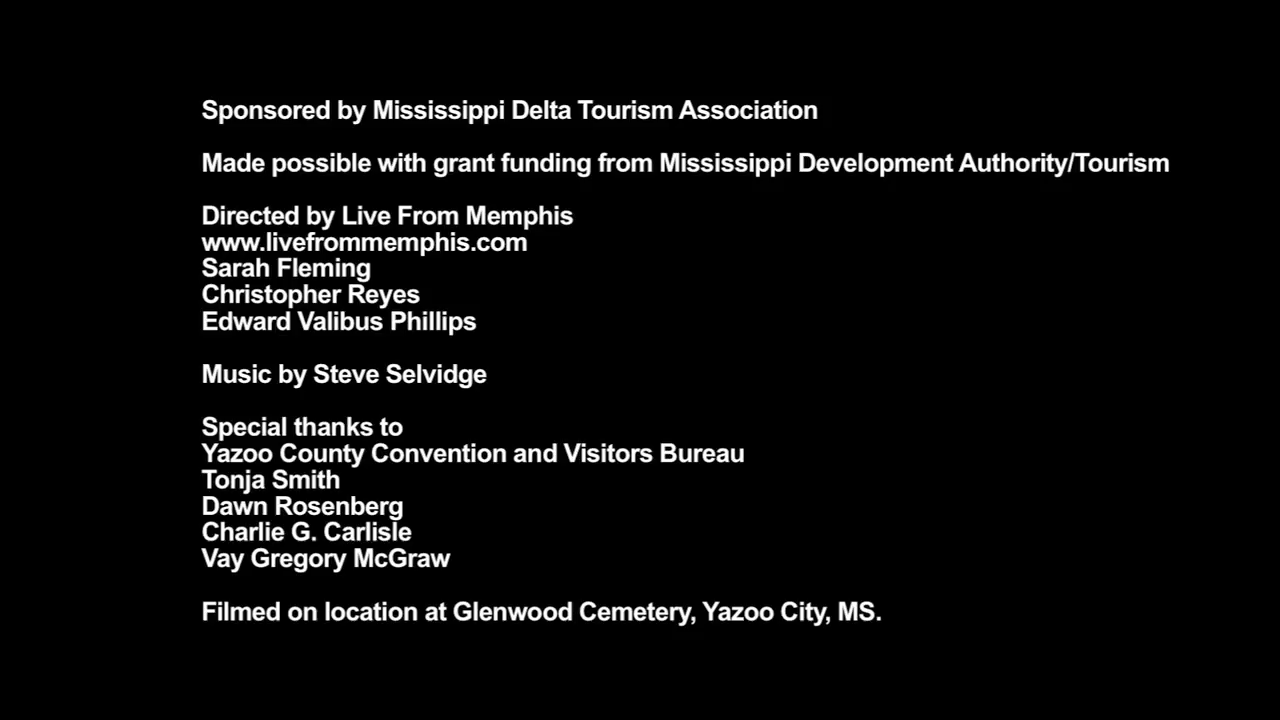 Sponsored by Mississippi Delta Tourism Association
Made possible with grant funding from Mississippi Development Authority/Tourism
Directed by Live From Memphis
www.livefrommemphis.com
Sarah Fleming
Christopher Reyes
Edward Valibus Phillips
Music by Steve Selvidge
Special thanks to
Yazoo County Convention and Visitors Bureau
Tonja Smith
Dawn Rosenberg
Charlie G. Carlisle
Vay Gregory McGraw
Filmed on location at Glenwood Cemetery, Yazoo City, MS.